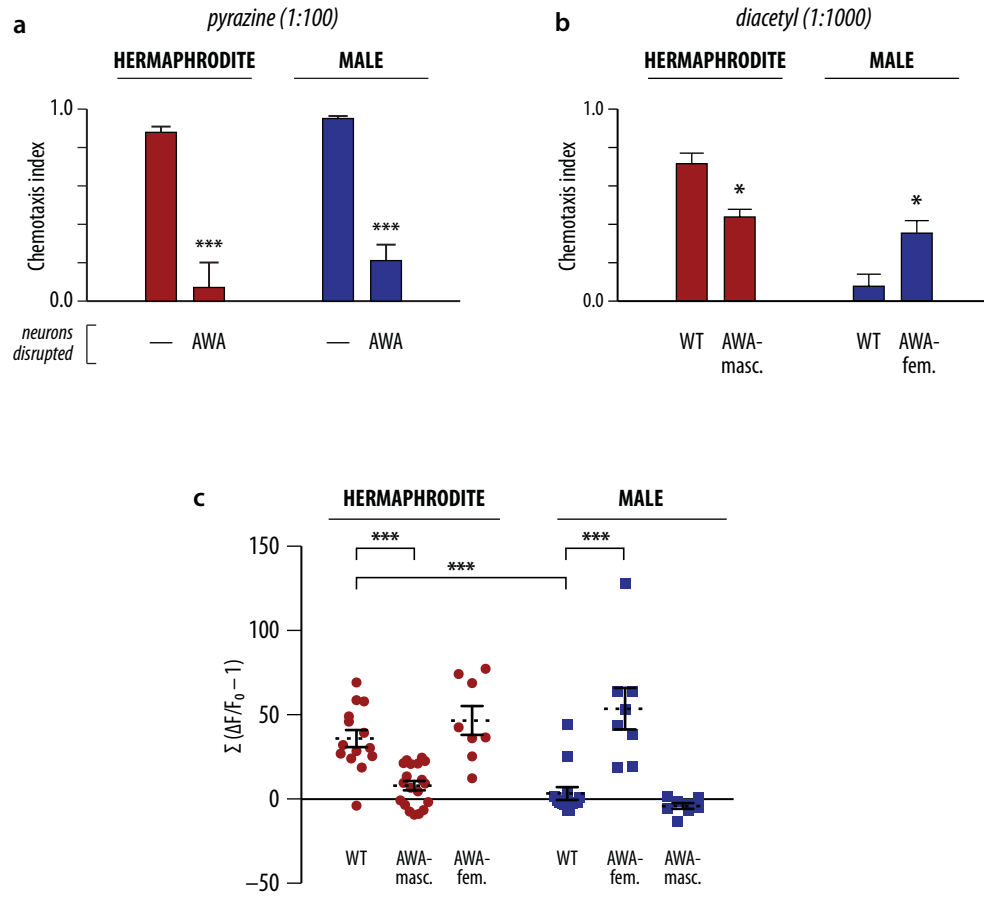 a
pyrazine (1:100)
HERMAPHRODITE MALE
Chemotaxis index
1.0
0.0
*** ***
neurons
disrupted
— AWA — AWA
b
diacetyl (1:1000)
HERMAPHRODITE MALE
Chemotaxis index
1.0
0.0
* *
WT AWA- WT AWA-
masc. fem.
c
HERMAPHRODITE MALE
*** ***
***
Σ (ΔF/F₀ – 1)
150
100
50
0
–50
WT AWA- AWA- WT AWA- AWA-
masc. fem. fem. masc.